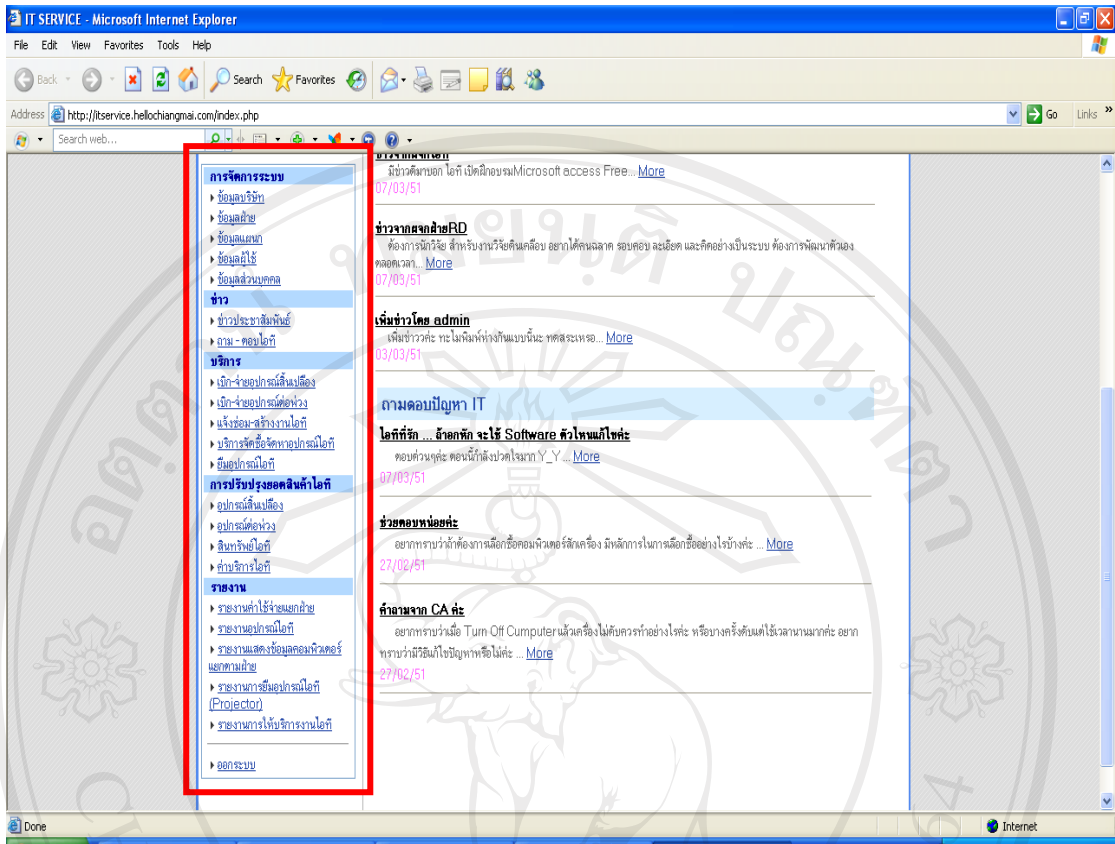 IT SERVICE - Microsoft Internet Explorer
File Edit View Favorites Tools Help
Back Search Favorites
Address http://itservice.hellochiangmai.com/index.php Go Links »
Search web...
การจัดการระบบ
ข้อมูลบริษัท
ข้อมูลฝ่าย
ข้อมูลแผนก
ข้อมูลผู้ใช้
ข้อมูลส่วนบุคคล
ข่าว
ข่าวประชาสัมพันธ์
ถาม - ตอบไอที
บริการ
เบิก-จ่ายอุปกรณ์สิ้นเปลือง
เบิก-จ่ายอุปกรณ์ต่อพ่วง
แจ้งซ่อม-สร้างงานไอที
บริการจัดซื้อจัดหาอุปกรณ์ไอที
ยืมอุปกรณ์ไอที
การปรับปรุงยอดสินค้าไอที
อุปกรณ์สิ้นเปลือง
อุปกรณ์ต่อพ่วง
สินทรัพย์ไอที
ค่าบริการไอที
รายงาน
รายงานค่าใช้จ่ายแยกฝ่าย
รายงานอุปกรณ์ไอที
รายงานแสดงข้อมูลคอมพิวเตอร์
แยกตามฝ่าย
รายงานการยืมอุปกรณ์ไอที
(Projector)
รายงานการให้บริการงานไอที
ออกระบบ
มีข่าวดีมาบอก ไอที เปิดฝึกอบรมMicrosoft access Free... More
07/03/51
ข่าวจากแผนกฝ่ายRD
ต้องการนักวิจัย สำหรับงานวิจัยดินเคลือบ อยากได้คนฉลาด รอบคอบ ละเอียด และคิดอย่างเป็นระบบ ต้องการพัฒนาตัวเอง
ตลอดเวลา... More
07/03/51
เพิ่มข่าวโดย admin
เพิ่มข่าวค่ะ ทะไมพิมพ์ห่างกันแบบนี้นะ ... More
03/03/51
ถามตอบปัญหา IT
ไอทีที่รัก ... ถ้าอกหัก จะใช้ Software ตัวไหนแก้ไขค่ะ
ตอบด่วนๆค่ะ ตอนนี้กำลังปวดใจมาก Y_Y ... More
07/03/51
ช่วยตอบหน่อยค่ะ
อยากทราบว่าถ้าต้องการเลือกซื้อคอมพิวเตอร์สักเครื่อง มีหลักการในการเลือกซื้ออย่างไรบ้างค่ะ ... More
27/02/51
คำถามจาก CA ค่ะ
อยากทราบว่าเมื่อ Turn Off Cumputerแล้วเครื่องไม่ดับควรทำอย่างไรค่ะ หรือบางครั้งดับแต่ใช้เวลานานมากค่ะ อยาก
ทราบว่ามีวิธีแก้ไขปัญหาหรือไม่ค่ะ ... More
27/02/51
Done Internet